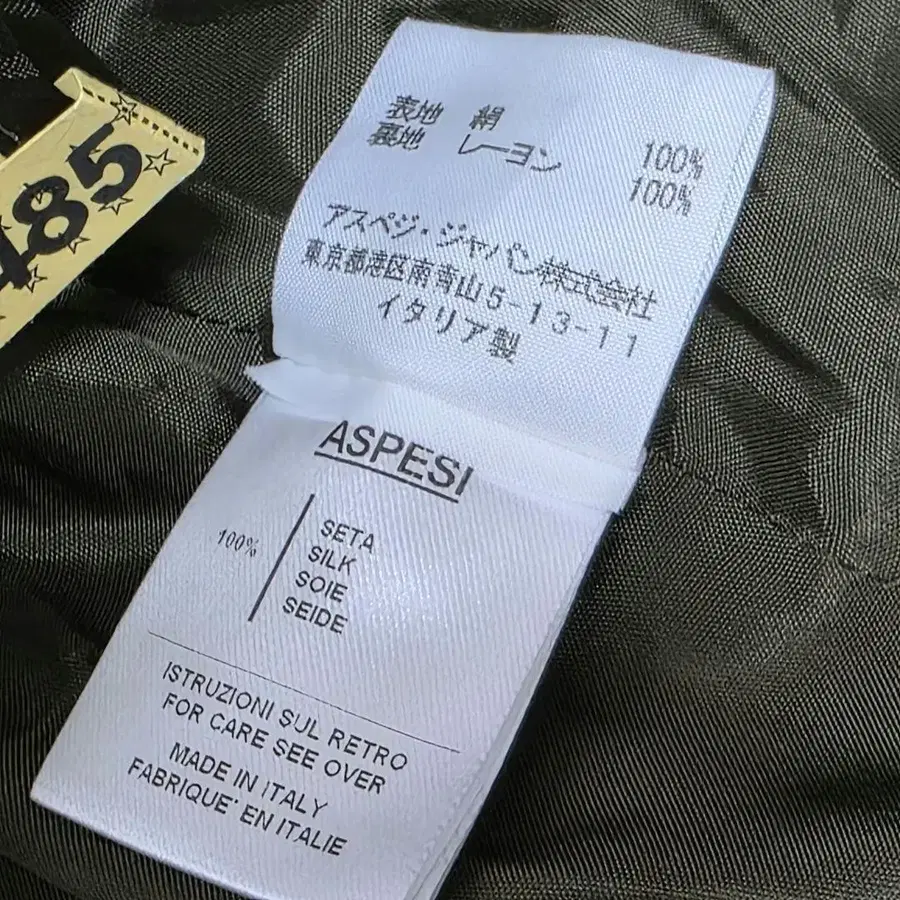 485
表地 絹 100%
裏地 レーヨン 100%
アスペジ・ジャパン株式会社
東京都港区南青山5-13-11
イタリア製
ASPESI
100%
SETA
SILK
SOIE
SEIDE
ISTRUZIONI SUL RETRO
FOR CARE SEE OVER
MADE IN ITALY
FABRIQUE' EN ITALIE